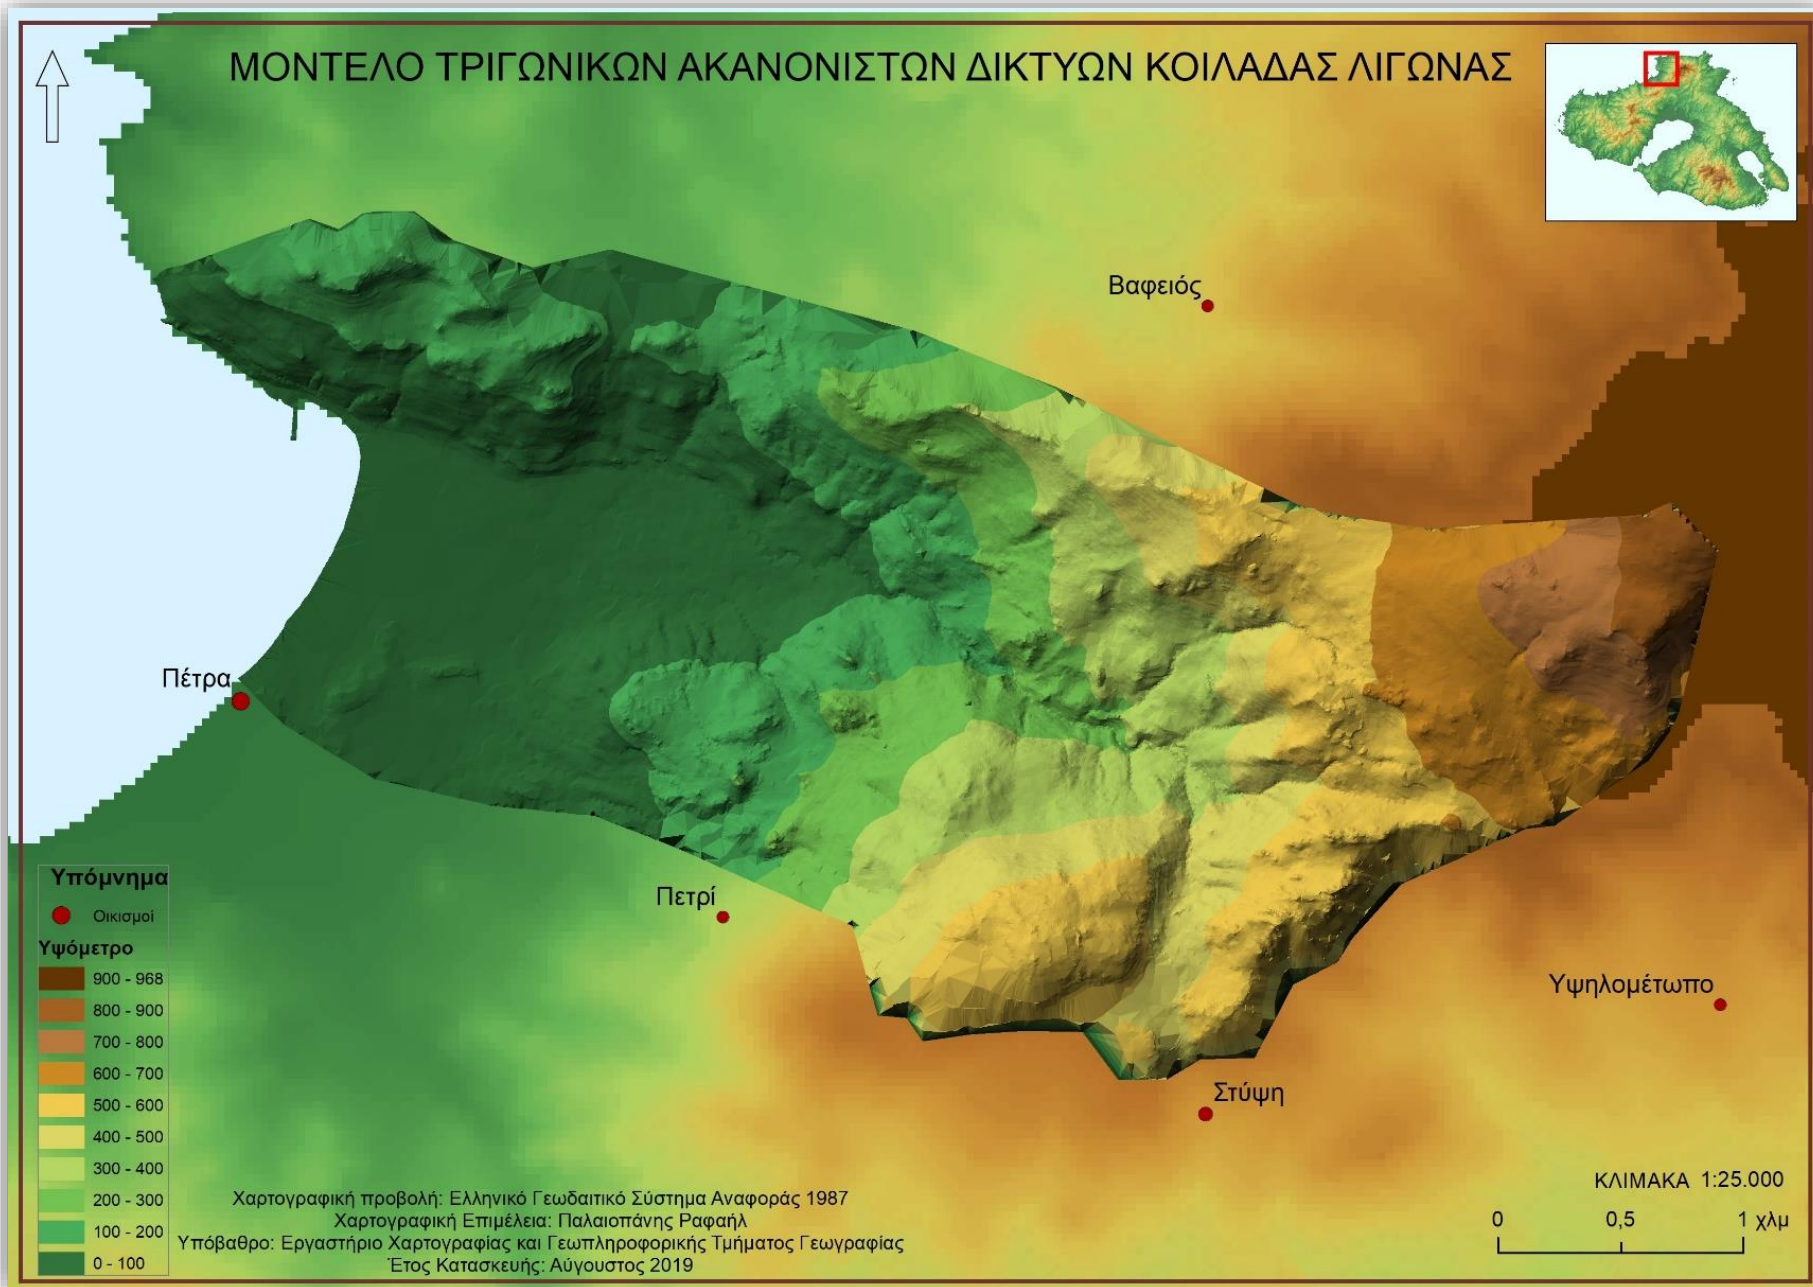 ΜΟΝΤΕΛΟ ΤΡΙΓΩΝΙΚΩΝ ΑΚΑΝΟΝΙΣΤΩΝ ΔΙΚΤΥΩΝ ΚΟΙΛΑΔΑΣ ΛΙΓΩΝΑΣ
Βαφειός
Πέτρα
Πετρί
Υψηλομέτωπο
Στύψη
Υπόμνημα
Οικισμοί
Υψόμετρο
900 - 968
800 - 900
700 - 800
600 - 700
500 - 600
400 - 500
300 - 400
200 - 300
100 - 200
0 - 100
Χαρτογραφική προβολή: Ελληνικό Γεωδαιτικό Σύστημα Αναφοράς 1987
Χαρτογραφική Επιμέλεια: Παλαιοπάνης Ραφαήλ
Υπόβαθρο: Εργαστήριο Χαρτογραφίας και Γεωπληροφορικής Τμήματος Γεωγραφίας
Έτος Κατασκευής: Αύγουστος 2019
ΚΛΙΜΑΚΑ 1:25.000
0 0,5 1 χλμ